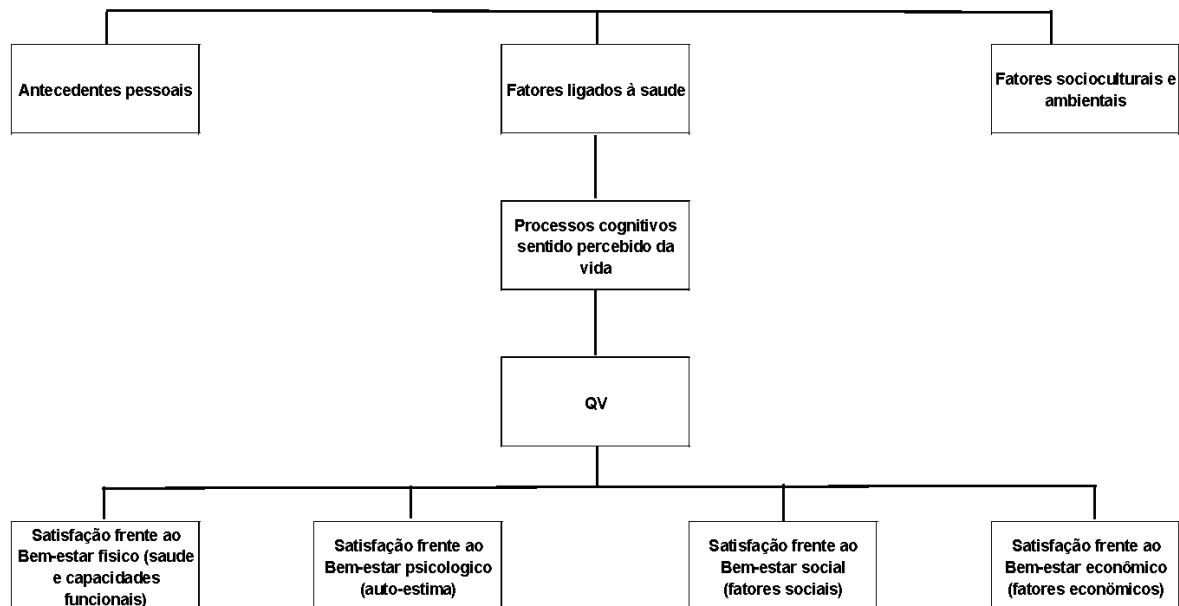 Antecedentes pessoais
Fatores ligados à saude
Fatores socioculturais e
ambientais
Processos cognitivos
sentido percebido da
vida
QV
Satisfação frente ao
Bem-estar fisico (saude
e capacidades
funcionais)
Satisfação frente ao
Bem-estar psicologico
(auto-estima)
Satisfação frente ao
Bem-estar social
(fatores sociais)
Satisfação frente ao
Bem-estar econômico
(fatores econômicos)